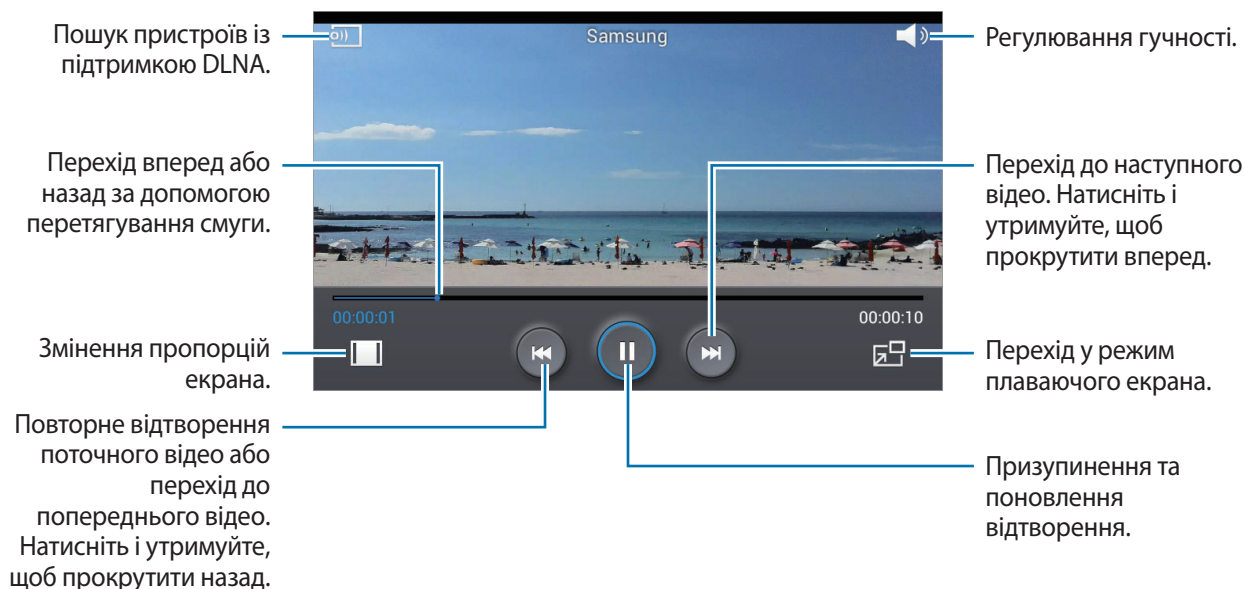 Пошук пристроїв із
підтримкою DLNA.
Samsung
Регулювання гучності.
Перехід вперед або
назад за допомогою
перетягування смуги.
Перехід до наступного
відео. Натисніть і
утримуйте, щоб
прокрутити вперед.
00:00:01
00:00:10
Змінення пропорцій
екрана.
Перехід у режим
плаваючого екрана.
Повторне відтворення
поточного відео або
перехід до
попереднього відео.
Натисніть і утримуйте,
щоб прокрутити назад.
Призупинення та
поновлення
відтворення.